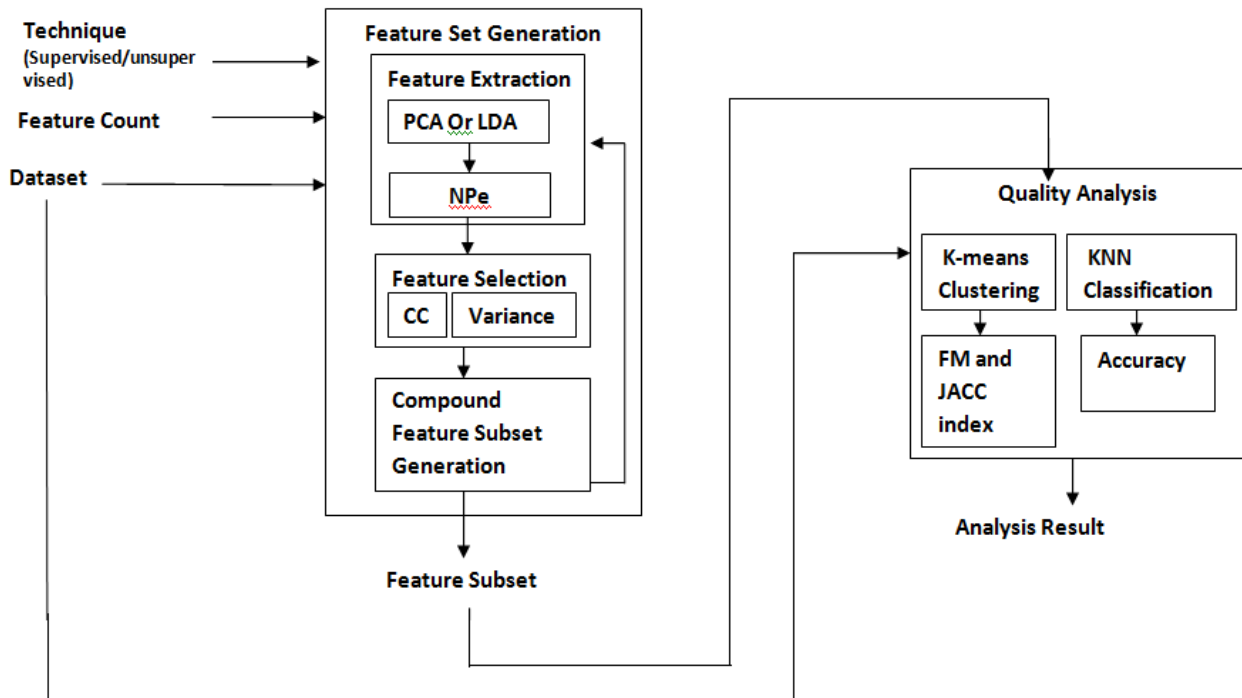 Technique
(Supervised/unsuper
vised)
Feature Count
Dataset
Feature Set Generation
Feature Extraction
PCA Or LDA
NPe
Feature Selection
CC
Variance
Compound
Feature Subset
Generation
Feature Subset
Quality Analysis
K-means
Clustering
KNN
Classification
FM and
JACC
index
Accuracy
Analysis Result